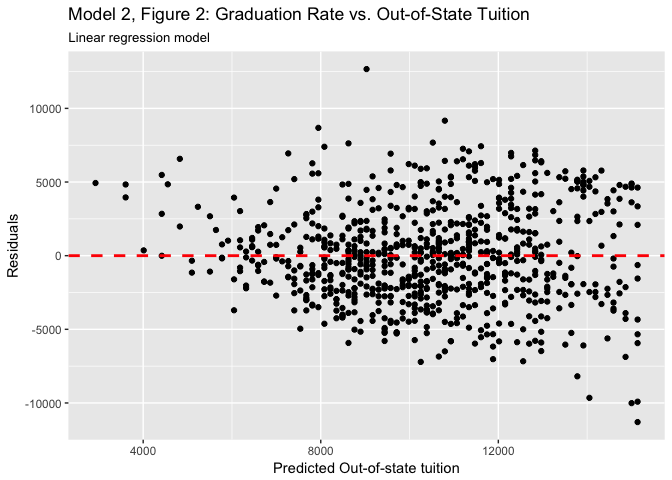 Model 2, Figure 2: Graduation Rate vs. Out-of-State Tuition
Linear regression model
10000
5000
0
-5000
-10000
Residuals
4000 8000 12000
Predicted Out-of-state tuition